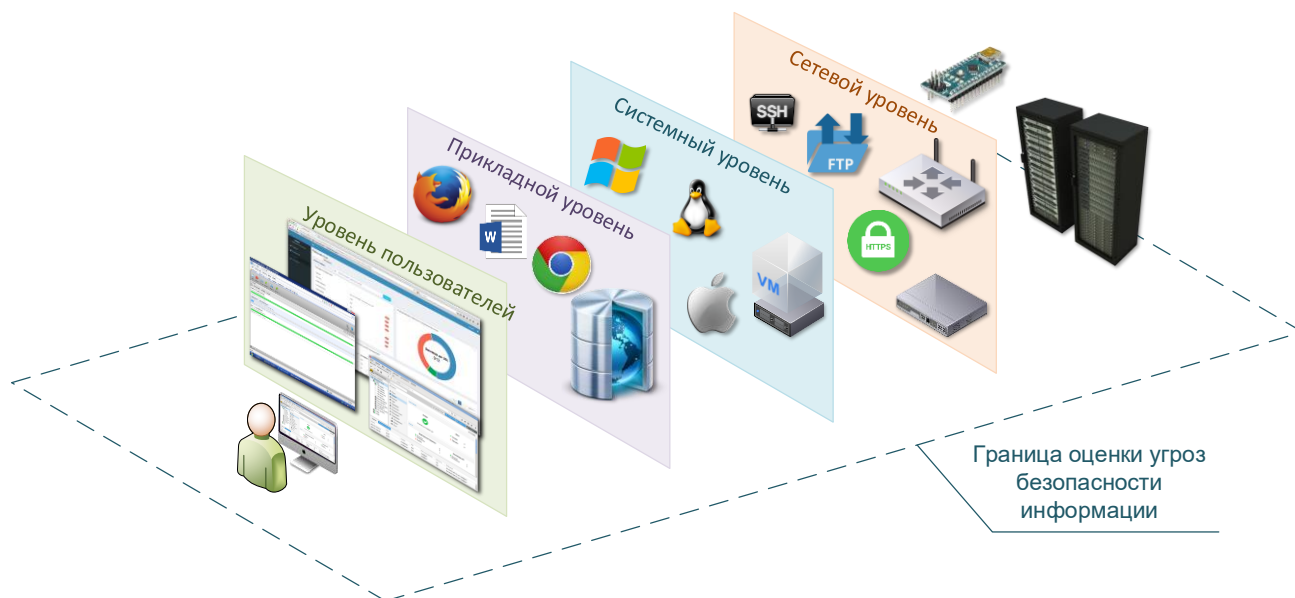 Уровень пользователей
Прикладной уровень
W
Системный уровень
VM
Сетевой уровень
SSH
FTP
HTTPS
Граница оценки угроз
безопасности
информации